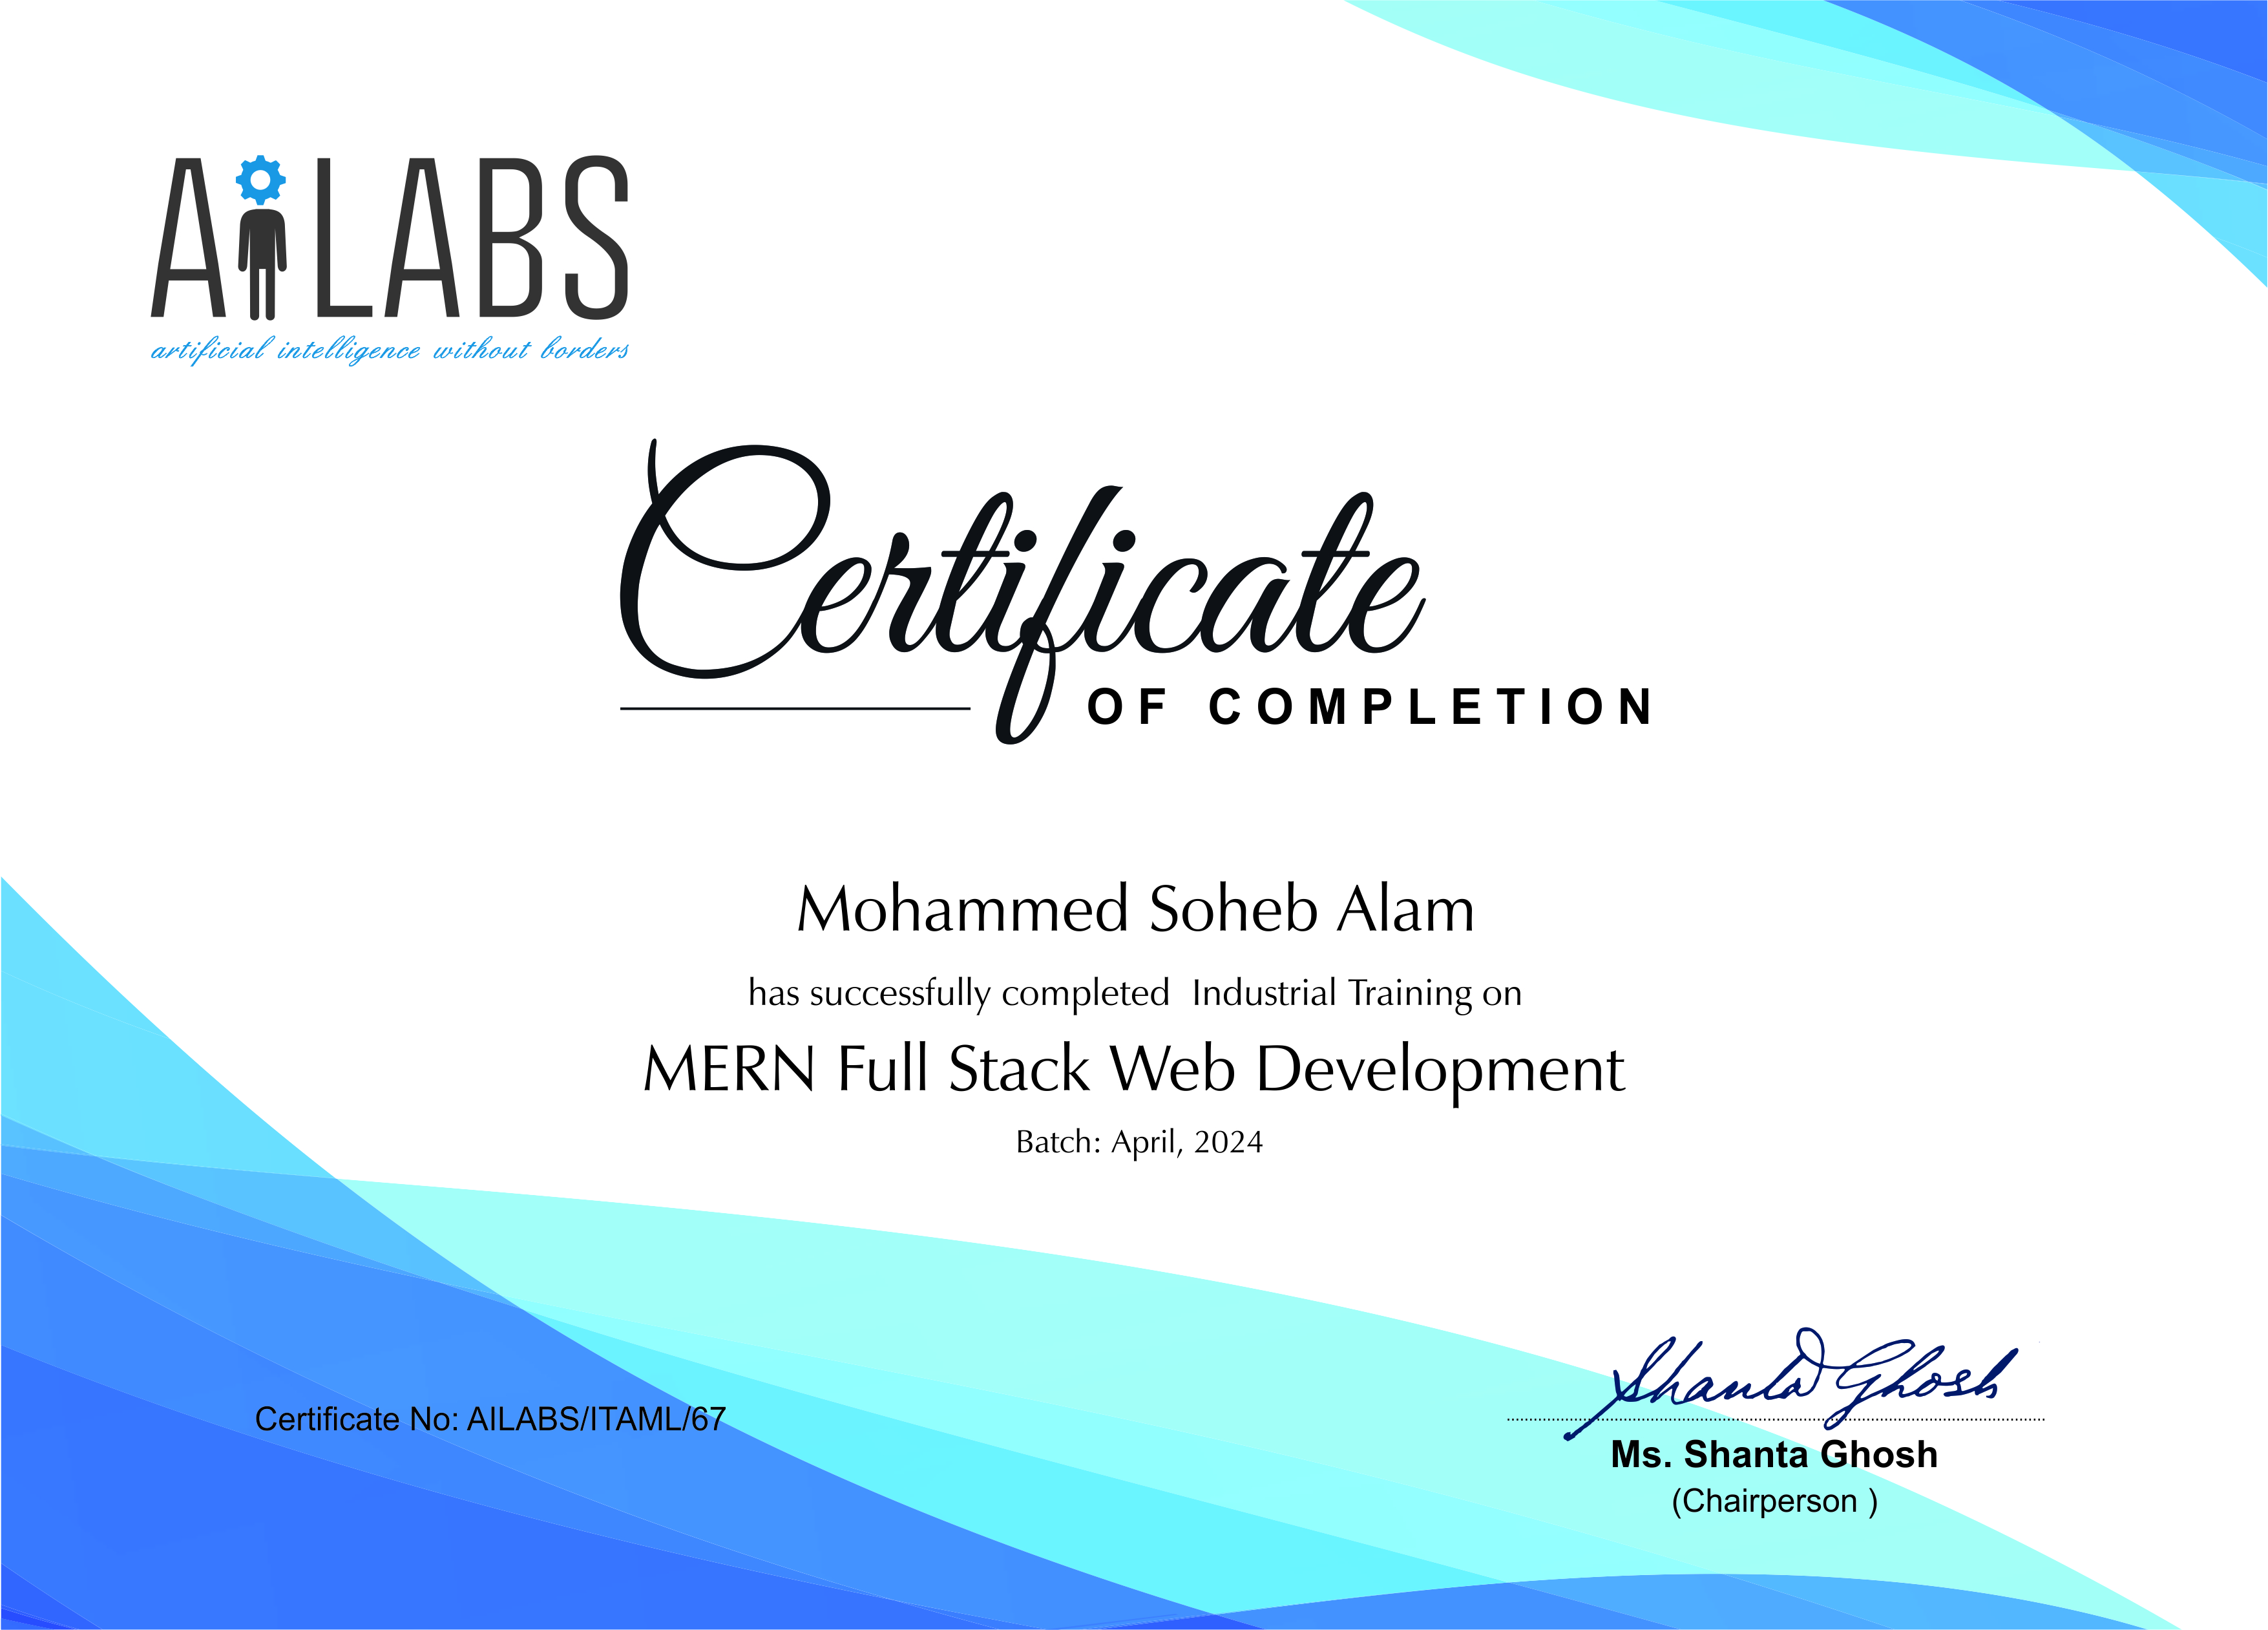 AiLABS
artificial intelligence without borders
Certificate
OF COMPLETION
Mohammed Soheb Alam
has successfully completed Industrial Training on
MERN Full Stack Web Development
Batch: April, 2024
Shanta Ghosh
Certificate No: AILABS/ITAML/67
Ms. Shanta Ghosh
(Chairperson )